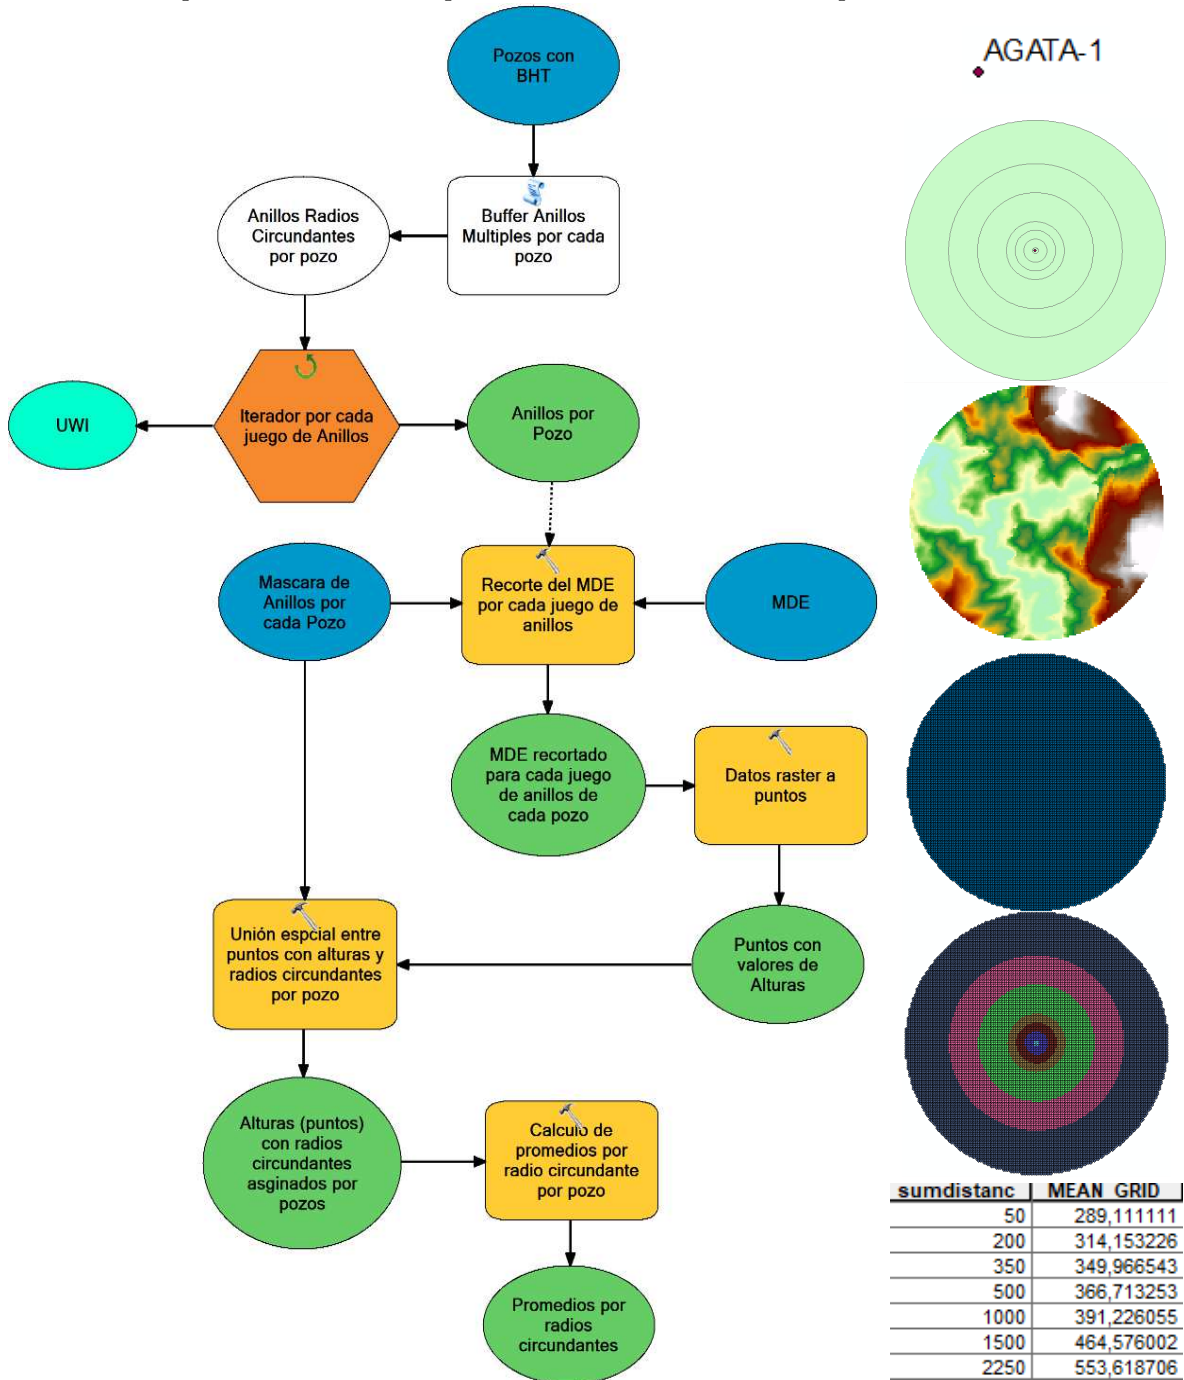 Pozos con
BHT
AGATA-1
Anillos Radios
Circundantes
por pozo
Buffer Anillos
Multiples por cada
pozo
UWI
Iterador por cada
juego de Anillos
Anillos por
Pozo
Mascara de
Anillos por
cada Pozo
Recorte del MDE
por cada juego de
anillos
MDE
MDE recortado
para cada juego
de anillos de
cada pozo
Datos raster a
puntos
Unión espcial entre
puntos con alturas y
radios circundantes
por pozo
Puntos con
valores de
Alturas
Alturas (puntos)
con radios
circundantes
asginados por
pozos
Calculo de
promedios por
radio circundante
por pozo
Promedios por
radios
circundantes
sumdistanc MEAN_GRID
50 289,111111
200 314,153226
350 349,966543
500 366,713253
1000 391,226055
1500 464,576002
2250 553,618706